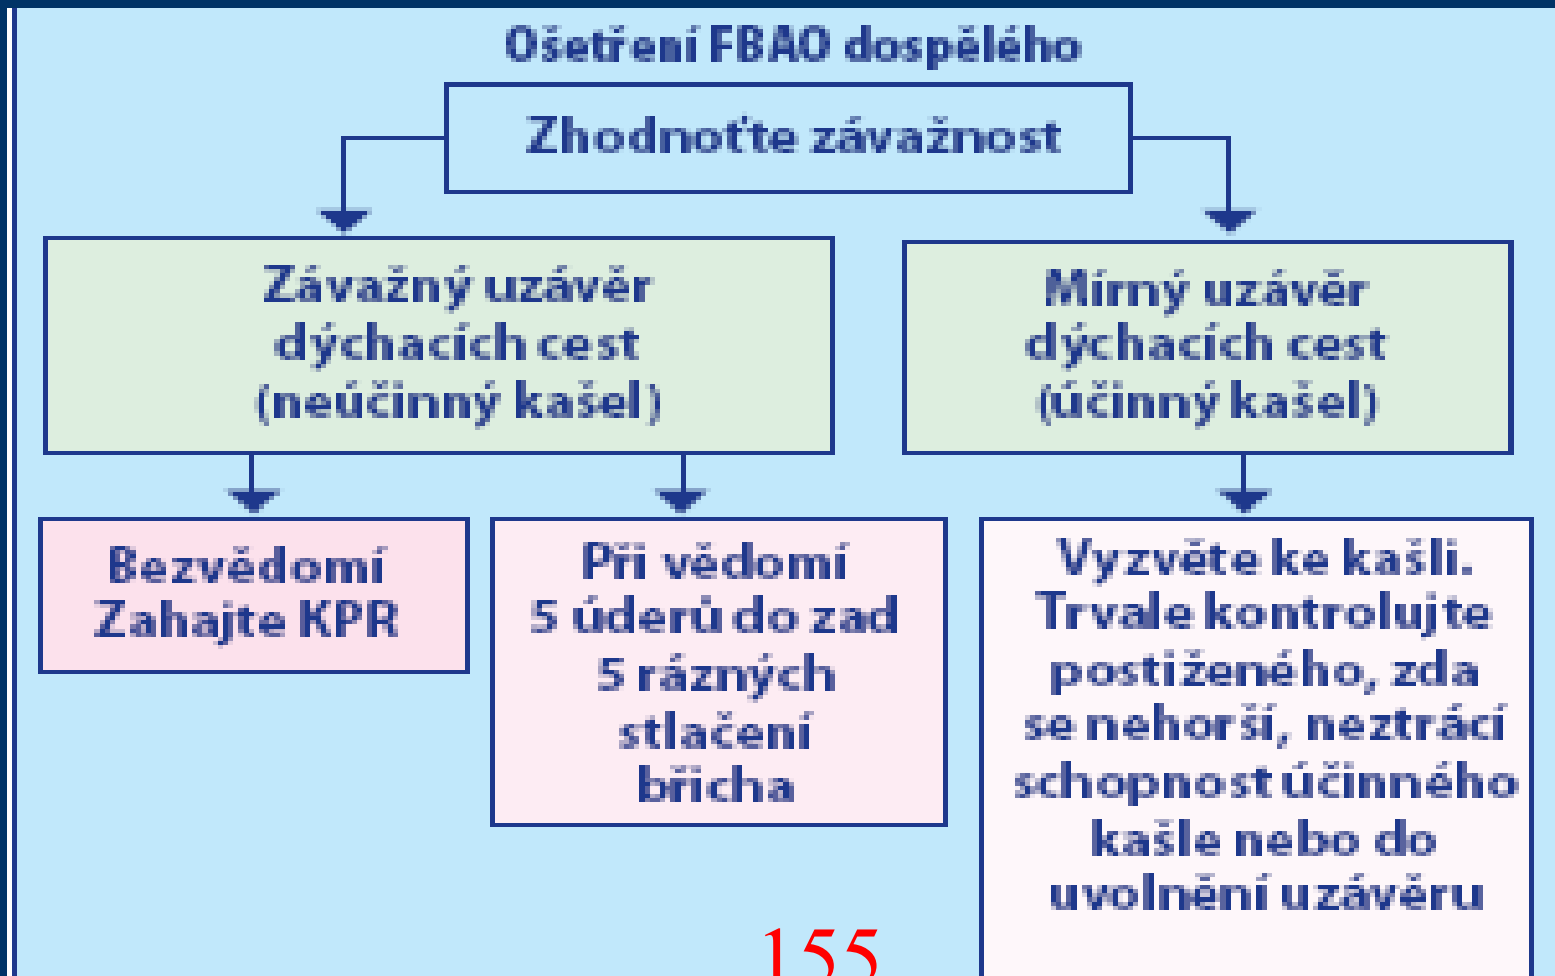 Ošetření FBAO dospělého
Zhodnoťte závažnost
Závažný uzávěr
dýchacích cest
(neúčinný kašel)
Mírný uzávěr
dýchacích cest
(účinný kašel)
Bezvědomí
Zahajte KPR
Při vědomí
5 úderů do zad
5 rázných
stlačení
břicha
Vyzvěte ke kašli.
Trvale kontrolujte
postiženého, zda
se nehorší, neztrácí
schopnost účinného
kašle nebo do
uvolnění uzávěru
155